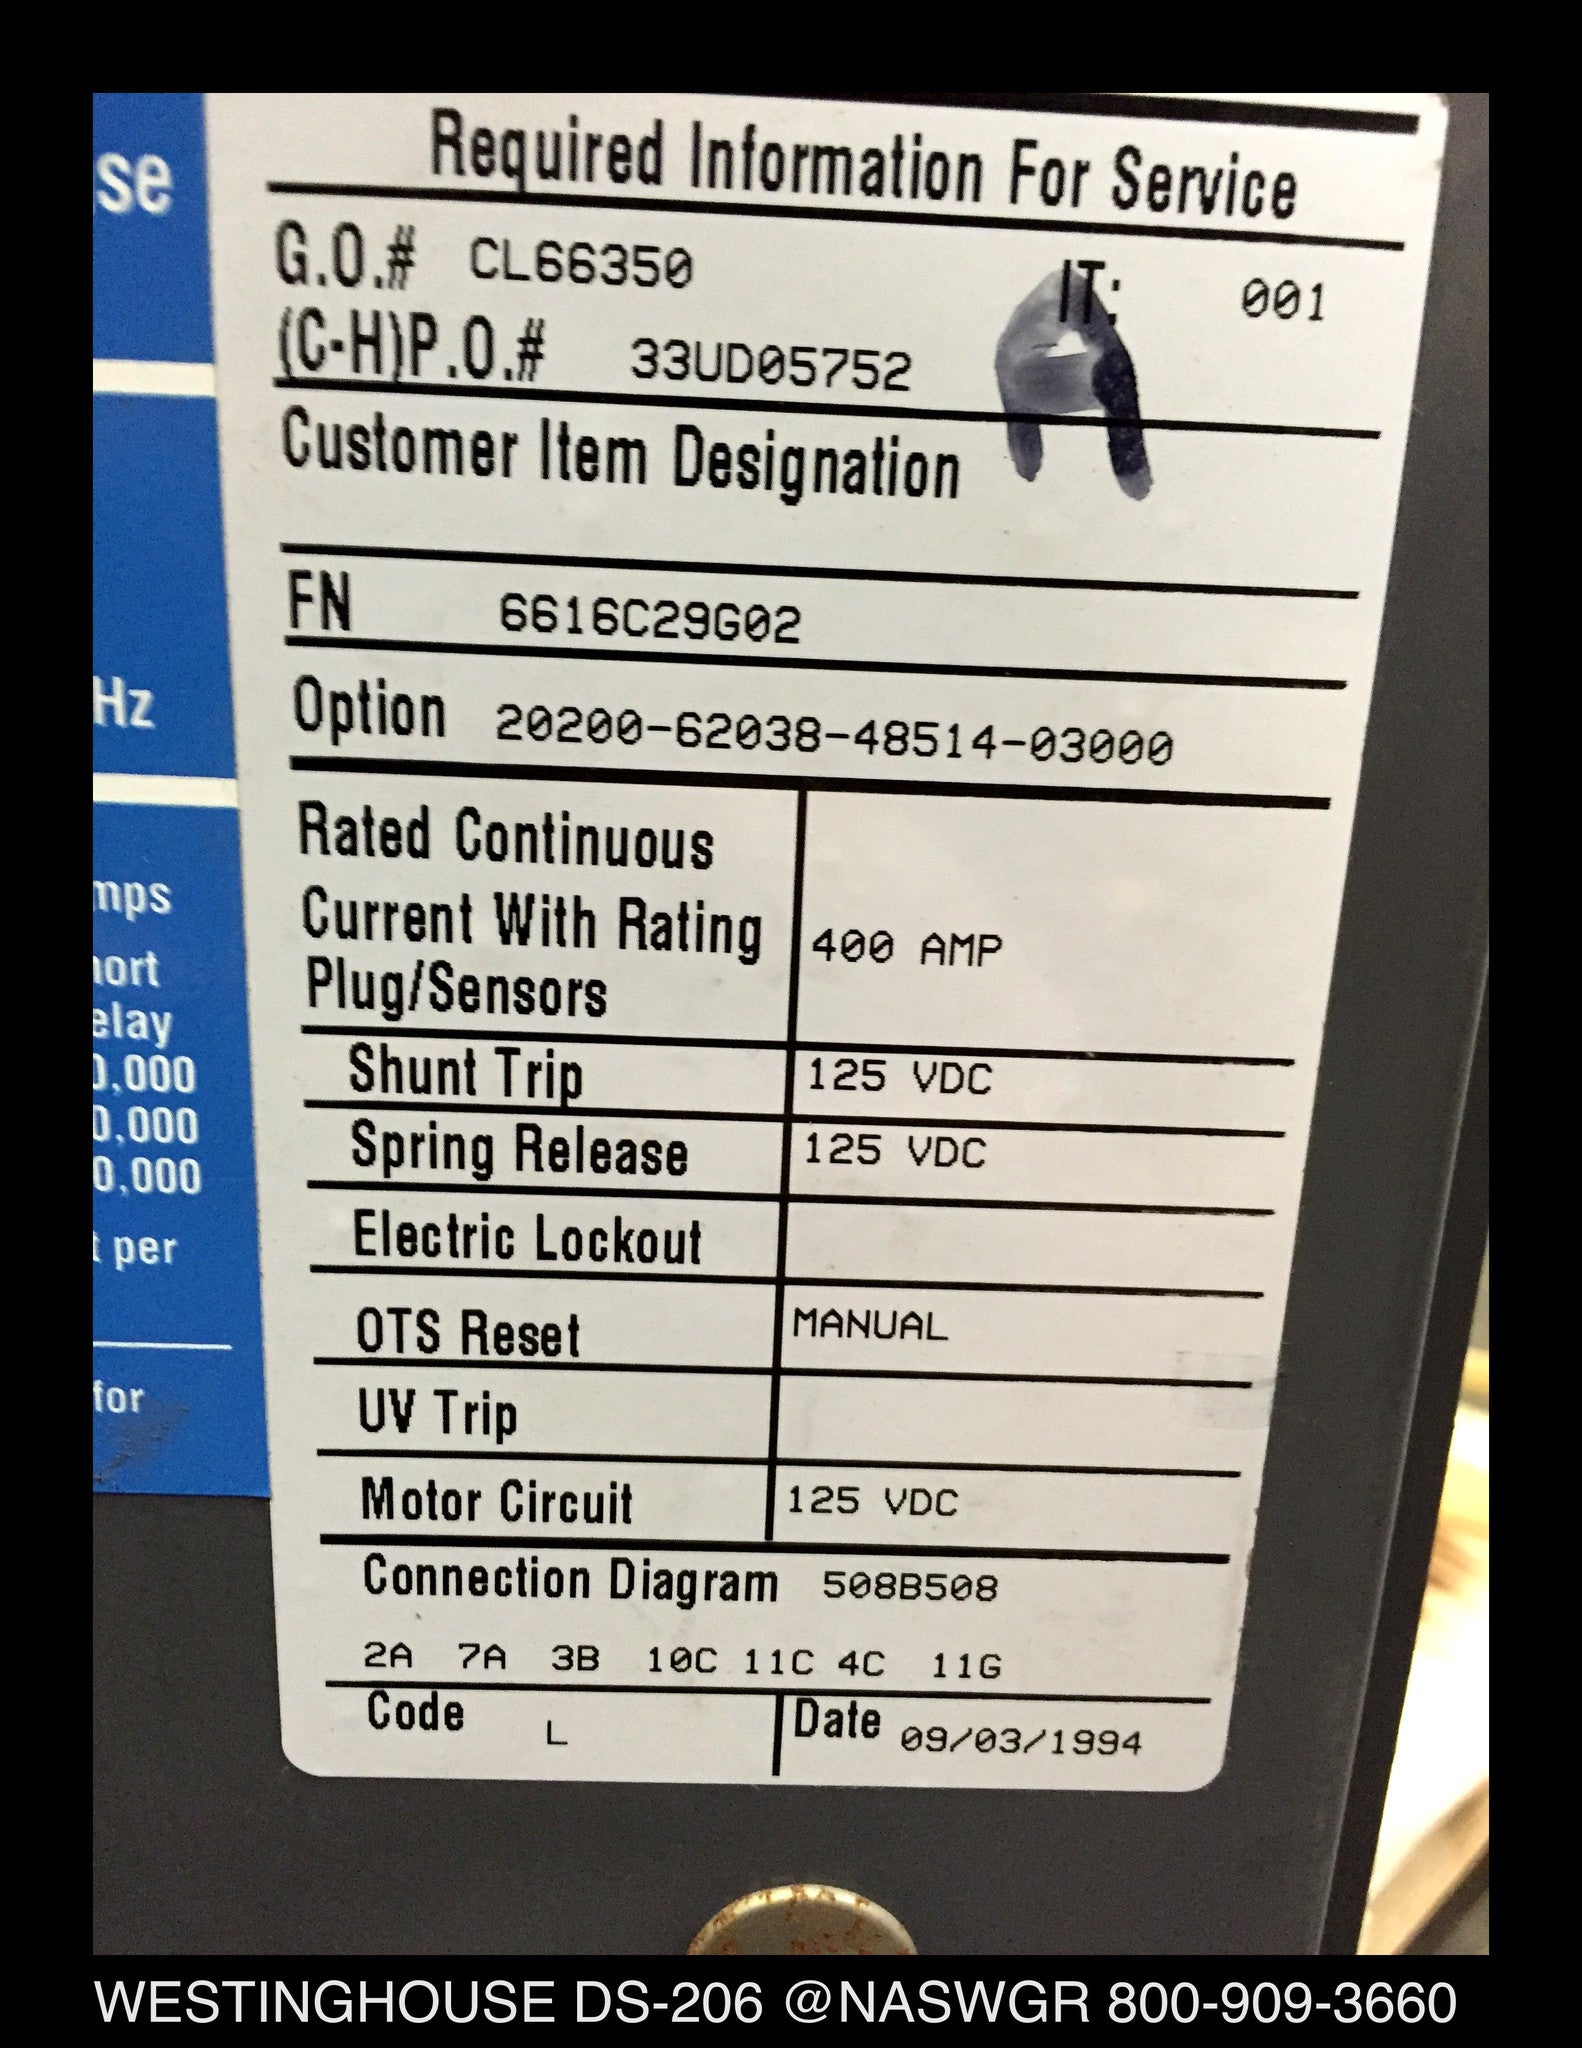 Required Information For Service
G.O.# CL66350 IT: 001
(C-H)P.O.# 33UD05752
A
Customer Item Designation
FN 6616C29G02
Option 20200-62038-48514-03000
Rated Continuous
Current With Rating
Plug/Sensors
400 AMP
Shunt Trip 125 VDC
Spring Release 125 VDC
Electric Lockout
OTS Reset MANUAL
UV Trip
Motor Circuit 125 VDC
Connection Diagram 508B508
2A 7A 3B 10C 11C 4C 11G
Code L Date 09/03/1994
se
Hz
mps
ort
elay
0,000
0,000
0,000
per
for
WESTINGHOUSE DS-206 @NASWGR 800-909-3660